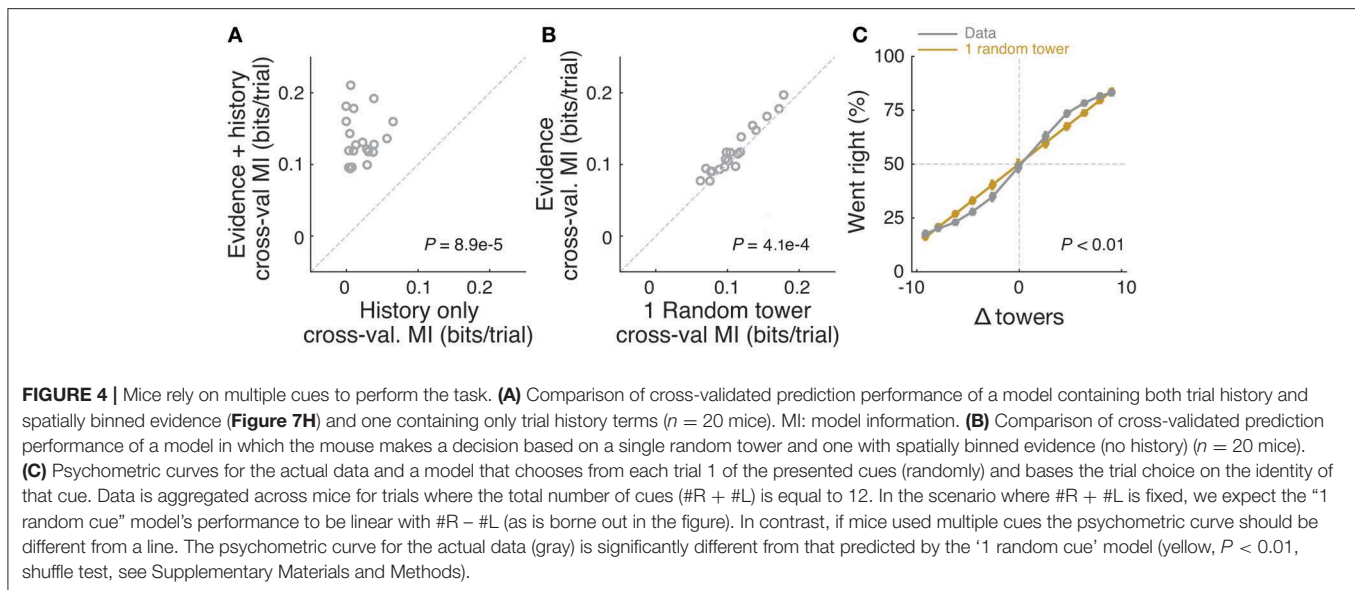 A
Evidence + history
cross-val. MI (bits/trial)
0.2
0.1
0
P = 8.9e-5
0 0.1 0.2
History only
cross-val. MI (bits/trial)
B
Evidence
cross-val. MI (bits/trial)
0.2
0.1
0
P = 4.1e-4
0 0.1 0.2
1 Random tower
cross-val MI (bits/trial)
C
Data
1 random tower
Went right (%)
100
75
50
25
0
P < 0.01
-10 0 10
Δ towers
FIGURE 4 | Mice rely on multiple cues to perform the task. (A) Comparison of cross-validated prediction performance of a model containing both trial history and
spatially binned evidence (Figure 7H) and one containing only trial history terms (n = 20 mice). MI: model information. (B) Comparison of cross-validated prediction
performance of a model in which the mouse makes a decision based on a single random tower and one with spatially binned evidence (no history) (n = 20 mice).
(C) Psychometric curves for the actual data and a model that chooses from each trial 1 of the presented cues (randomly) and bases the trial choice on the identity of
that cue. Data is aggregated across mice for trials where the total number of cues (#R + #L) is equal to 12. In the scenario where #R + #L is fixed, we expect the “1
random cue” model’s performance to be linear with #R – #L (as is borne out in the figure). In contrast, if mice used multiple cues the psychometric curve should be
different from a line. The psychometric curve for the actual data (gray) is significantly different from that predicted by the ‘1 random cue’ model (yellow, P < 0.01,
shuffle test, see Supplementary Materials and Methods).